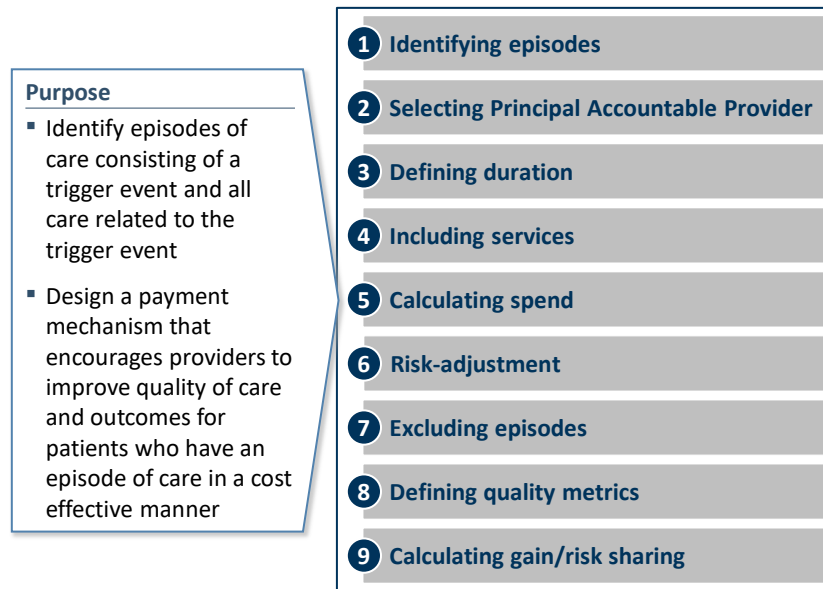 Purpose
▪ Identify episodes of
care consisting of a
trigger event and all
care related to the
trigger event
▪ Design a payment
mechanism that
encourages providers to
improve quality of care
and outcomes for
patients who have an
episode of care in a cost
effective manner
1 Identifying episodes
2 Selecting Principal Accountable Provider
3 Defining duration
4 Including services
5 Calculating spend
6 Risk-adjustment
7 Excluding episodes
8 Defining quality metrics
9 Calculating gain/risk sharing